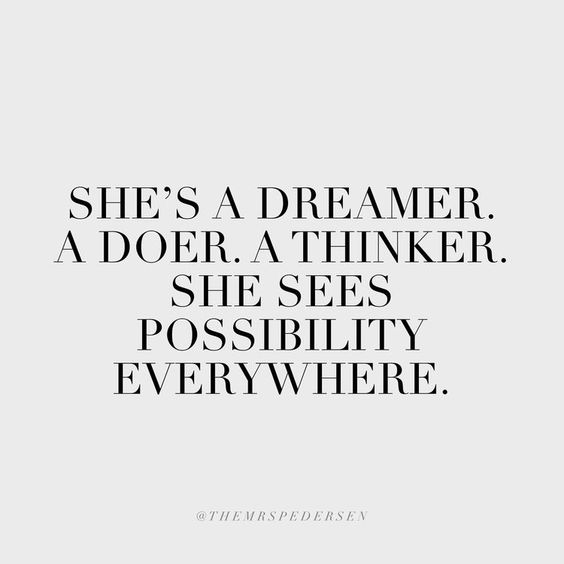 SHE’S A DREAMER.
A DOER. A THINKER.
SHE SEES
POSSIBILITY
EVERYWHERE.
@THEMRSPEDERSEN